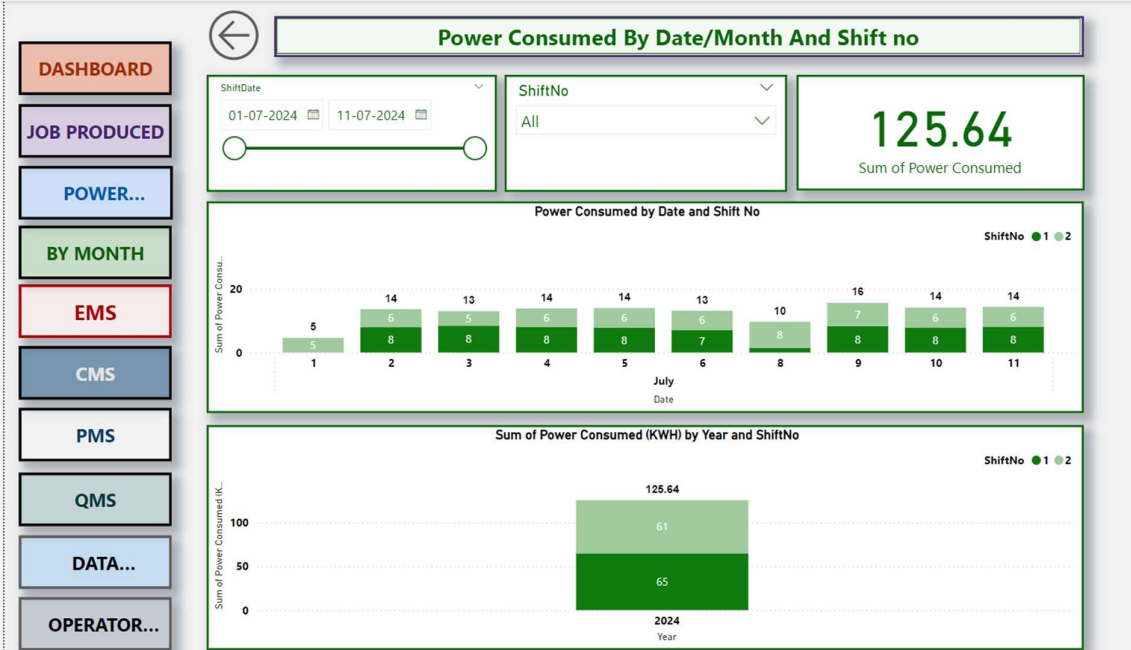 Power Consumed By Date/Month And Shift no
DASHBOARD
JOB PRODUCED
POWER...
BY MONTH
EMS
CMS
PMS
QMS
DATA...
OPERATOR...
ShiftDate
01-07-2024 11-07-2024
ShiftNo
All
125.64
Sum of Power Consumed
Power Consumed by Date and Shift No
ShiftNo 1 2
Sum of Power Consu...
20
0
5 14 13 14 14 13 10 16 14 14
5 6 5 6 6 6 8 7 6 6
8 8 8 8 7 8 8 8
1 2 3 4 5 6 8 9 10 11
July
Date
Sum of Power Consumed (KWH) by Year and ShiftNo
ShiftNo 1 2
Sum of Power Consumed (K...
100
50
0
125.64
61
65
2024
Year